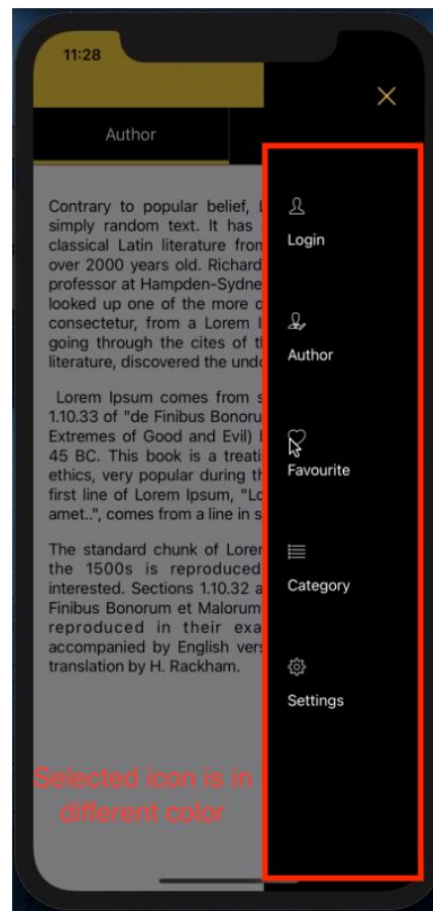 11:28
Author
Login
Author
Favourite
Category
Settings
Contrary to popular belief,
simply random text. It has
classical Latin literature from
over 2000 years old. Richard
professor at Hampden-Sydne
looked up one of the more
consectetur, from a Lorem
going through the cites of
literature, discovered the und
Lorem Ipsum comes from
1.10.33 of "de Finibus Bonoru
Extremes of Good and Evil)
45 BC. This book is a treati
ethics, very popular during th
first line of Lorem Ipsum, "Lo
amet..", comes from a line in s
The standard chunk of Lorer
the 1500s is reproduced
interested. Sections 1.10.32 a
Finibus Bonorum et Malorum
reproduced in their exa
accompanied by English vers
translation by H. Rackham.
Selected icon is in
different color